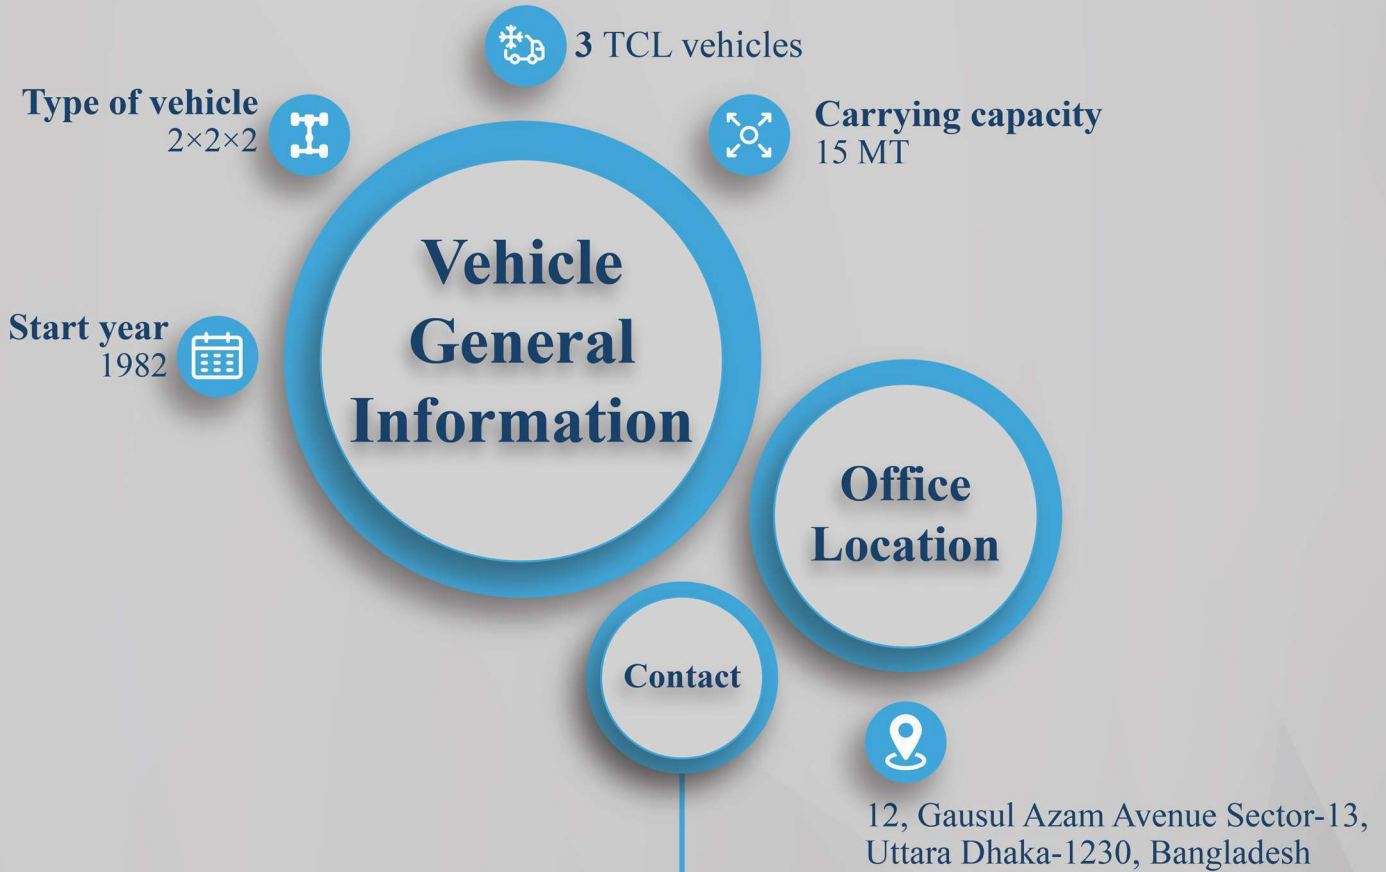 3 TCL vehicles
Type of vehicle
2×2×2
Carrying capacity
15 MT
Vehicle
General
Information
Start year
1982
Office
Location
Contact
12, Gausul Azam Avenue Sector-13,
Uttara Dhaka-1230, Bangladesh